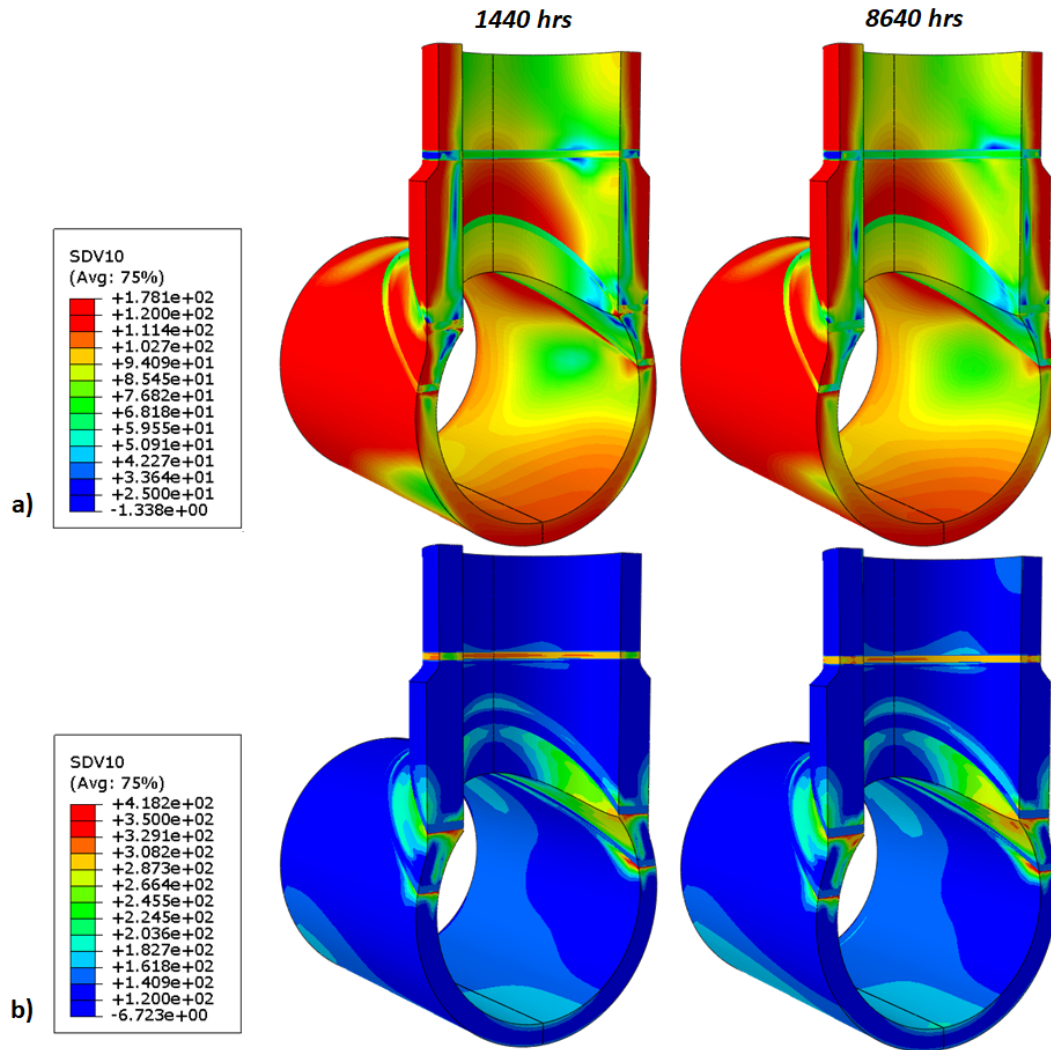 1440 hrs
8640 hrs
SDV10
(Avg: 75%)
+1.781e+02
+1.200e+02
+1.114e+02
+1.027e+02
+9.409e+01
+8.545e+01
+7.682e+01
+6.818e+01
+5.955e+01
+5.091e+01
+4.227e+01
+3.364e+01
+2.500e+01
-1.338e+00
a)
SDV10
(Avg: 75%)
+4.182e+02
+3.500e+02
+3.291e+02
+3.082e+02
+2.873e+02
+2.664e+02
+2.455e+02
+2.245e+02
+2.036e+02
+1.827e+02
+1.618e+02
+1.409e+02
+1.200e+02
-6.723e+00
b)